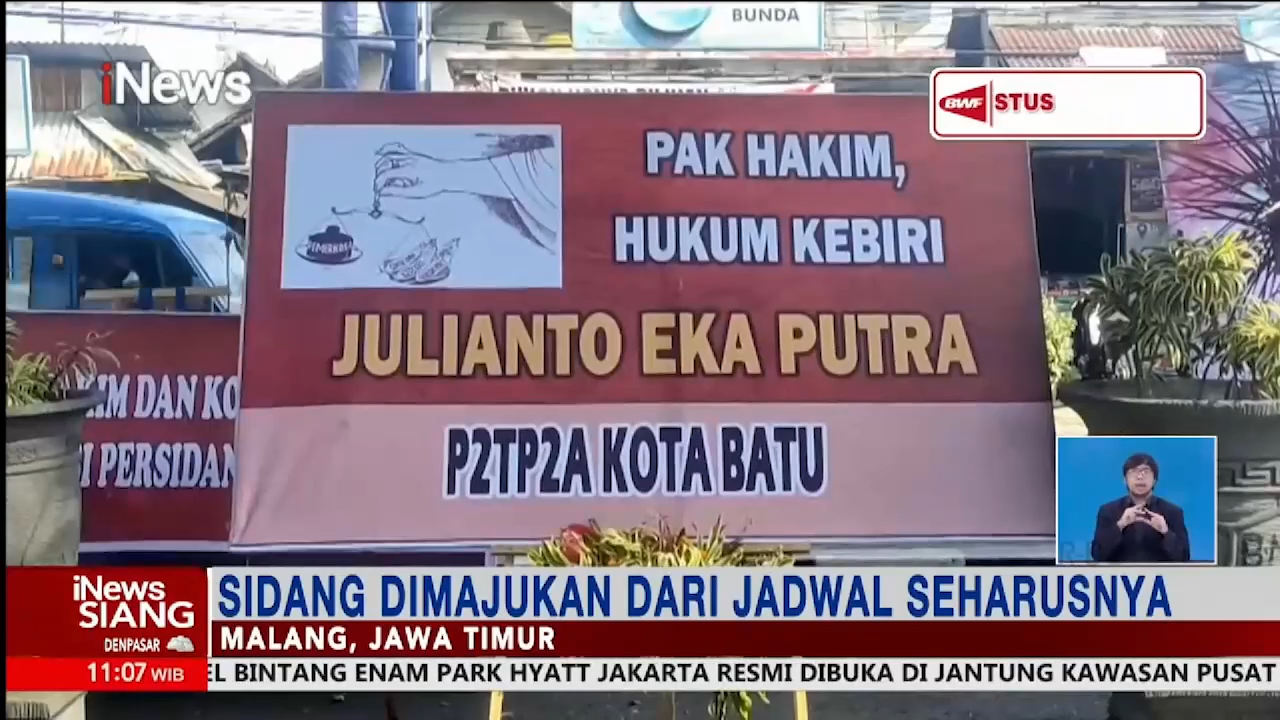 BUNDA
iNews
BWF STUS
PAK HAKIM,
HUKUM KEBIRI
PEMERKOSA
JULIANTO EKA PUTRA
P2TP2A KOTA BATU
IM DAN KO
I PERSIDAN
iNews
SIANG
DENPASAR
11:07 WIB
SIDANG DIMAJUKAN DARI JADWAL SEHARUSNYA
MALANG, JAWA TIMUR
EL BINTANG ENAM PARK HYATT JAKARTA RESMI DIBUKA DI JANTUNG KAWASAN PUSAT